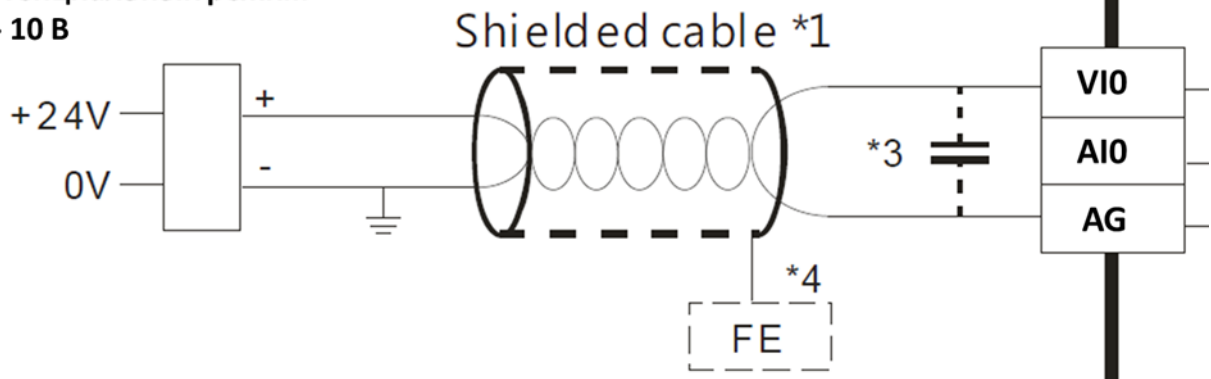 - 10 В
Shielded cable *1
+24V
+
0V
-
*3
VI0
AI0
AG
*4
FE